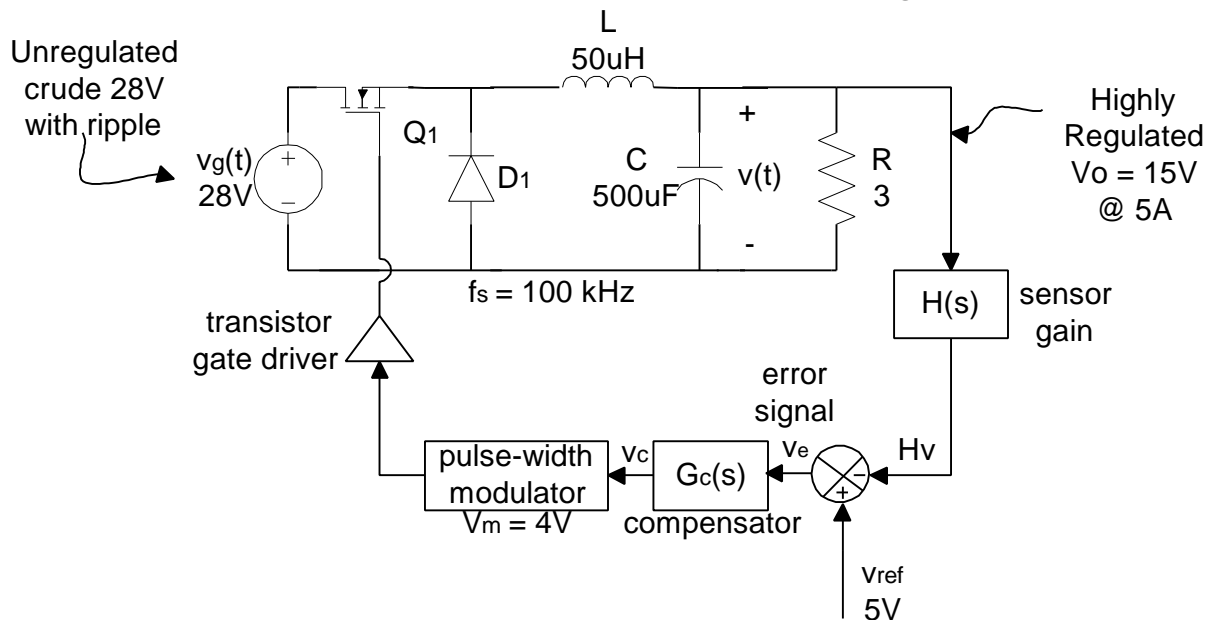 L
50uH
Unregulated
crude 28V
with ripple
vg(t)
28V
+
−
Q1
D1
C
500uF
+
v(t)
-
R
3
Highly
Regulated
Vo = 15V
@ 5A
fs = 100 kHz
transistor
gate driver
H(s)
sensor
gain
error
signal
pulse-width
modulator
Vm = 4V
vc
Gc(s)
compensator
ve
−
+
Hv
vref
5V